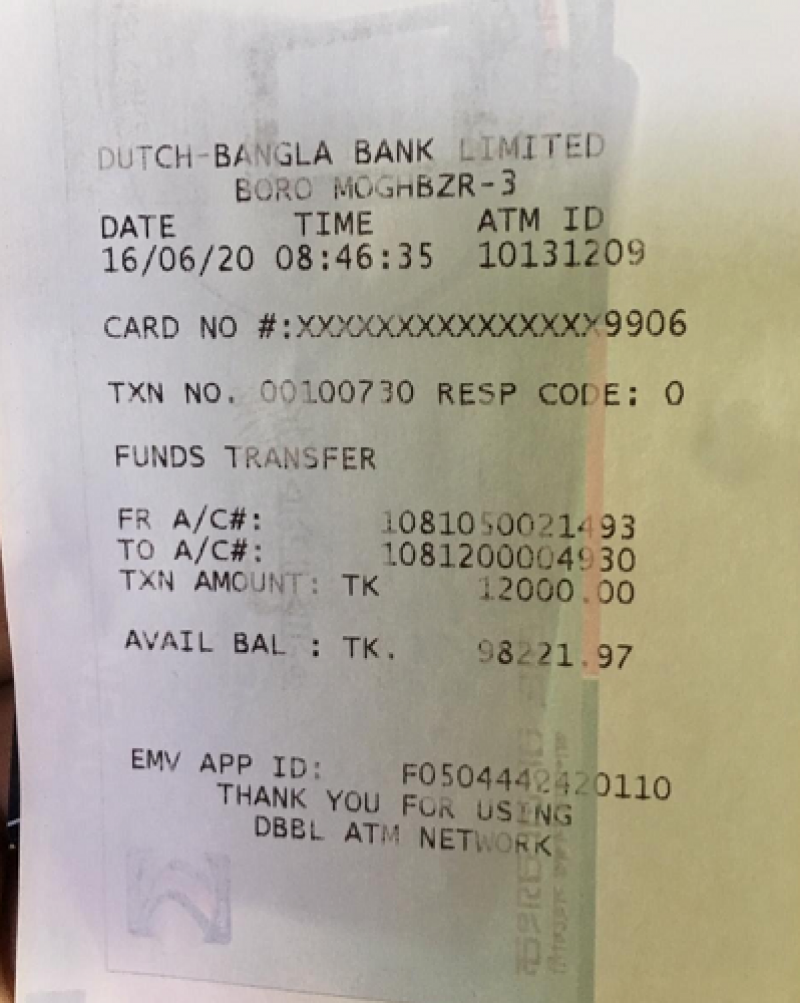 DUTCH-BANGLA BANK LIMITED
BORO MOGHBZR-3
DATE TIME ATM ID
16/06/20 08:46:35 10131209
CARD NO #:XXXXXXXXXXXXXXX9906
TXN NO. 00100730 RESP CODE: 0
FUNDS TRANSFER
FR A/C#: 1081050021493
TO A/C#: 1081200004930
TXN AMOUNT: TK 12000.00
AVAIL BAL : TK. 98221.97
EMV APP ID: F0504442420110
THANK YOU FOR USING
DBBL ATM NETWORK